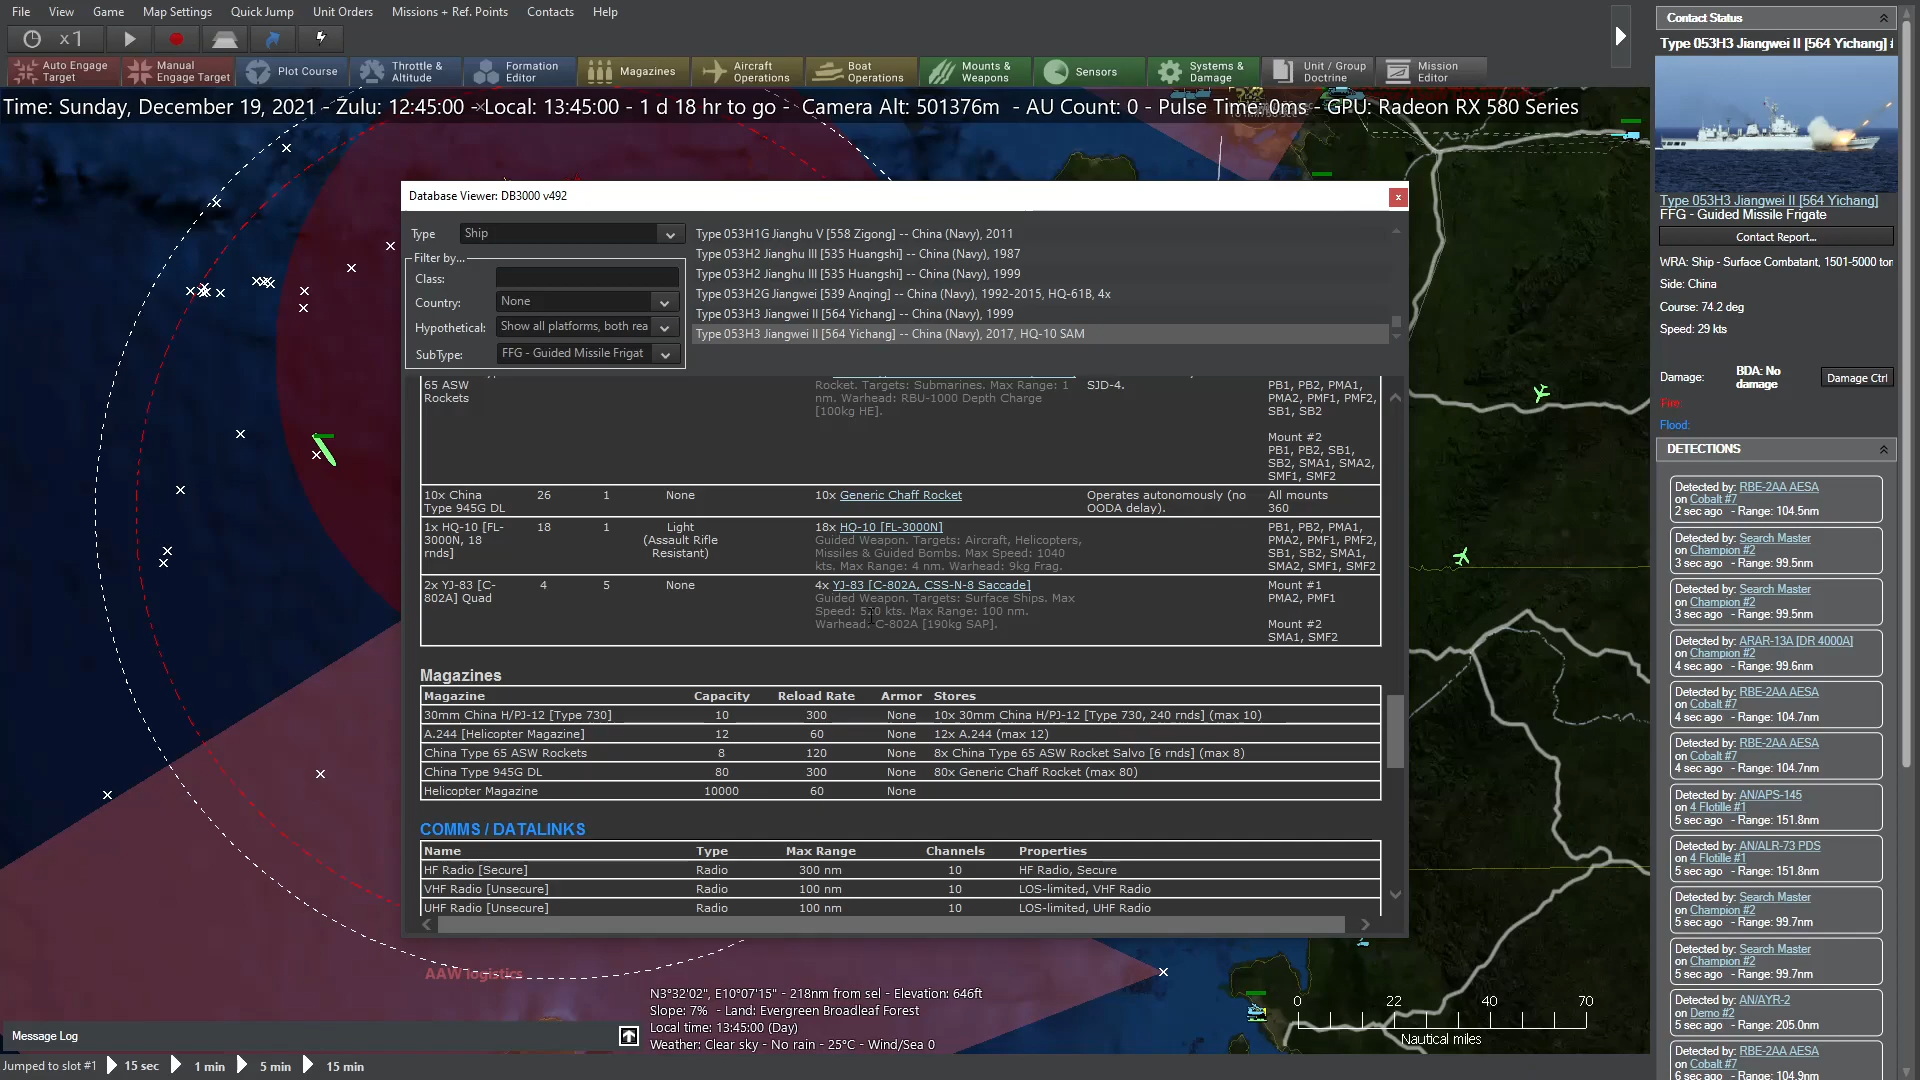 File View Game Map Settings Quick Jump Unit Orders Missions + Ref. Points Contacts Help
x1
Auto Engage Target
Manual Engage Target
Plot Course
Throttle & Altitude
Formation Editor
Magazines
Aircraft Operations
Boat Operations
Mounts & Weapons
Sensors
Systems & Damage
Unit / Group Doctrine
Mission Editor
Time: Sunday, December 19, 2021 - Zulu: 12:45:00 - Local: 13:45:00 - 1 d 18 hr to go - Camera Alt: 501376m - AU Count: 0 - Pulse Time: 0ms - GPU: Radeon RX 580 Series
Database Viewer: DB3000 v492
Type Ship
Filter by...
Class:
Country: None
Hypothetical: Show all platforms, both rea
SubType: FFG - Guided Missile Frigat
Type 053H1G Jianghu V [558 Zigong] -- China (Navy), 2011
Type 053H2 Jianghu III [535 Huangshi] -- China (Navy), 1987
Type 053H2 Jianghu III [535 Huangshi] -- China (Navy), 1999
Type 053H2G Jiangwei [539 Anqing] -- China (Navy), 1992-2015, HQ-61B, 4x
Type 053H3 Jiangwei II [564 Yichang] -- China (Navy), 1999
Type 053H3 Jiangwei II [564 Yichang] -- China (Navy), 2017, HQ-10 SAM
65 ASW Rockets
Rocket. Targets: Submarines. Max Range: 1
nm. Warhead: RBU-1000 Depth Charge
[100kg HE].
SJD-4.
PB1, PB2, PMA1,
PMA2, PMF1, PMF2,
SB1, SB2
Mount #2
PB1, PB2, SB1,
SB2, SMA1, SMA2,
SMF1, SMF2
10x China Type 945G DL 26 1 None 10x Generic Chaff Rocket
Operates autonomously (no
OODA delay).
All mounts
360
1x HQ-10 [FL-3000N, 18 rnds] 18 1 Light (Assault Rifle Resistant) 18x HQ-10 [FL-3000N]
Guided Weapon. Targets: Aircraft, Helicopters,
Missiles & Guided Bombs. Max Speed: 1040
kts. Max Range: 4 nm. Warhead: 9kg Frag.
PB1, PB2, PMA1,
PMA2, PMF1, PMF2,
SB1, SB2, SMA1,
SMA2, SMF1, SMF2
2x YJ-83 [C-802A] Quad 4 5 None 4x YJ-83 [C-802A, CSS-N-8 Saccade]
Guided Weapon. Targets: Surface Ships. Max
Speed: kts. Max Range: 100 nm.
Warhead: C-802A [190kg SAP].
Mount #1
PMA2, PMF1
Mount #2
SMA1, SMF2
Magazines
Magazine Capacity Reload Rate Armor Stores
30mm China H/PJ-12 [Type 730] 10 300 None 10x 30mm China H/PJ-12 [Type 730, 240 rnds] (max 10)
A.244 [Helicopter Magazine] 12 60 None 12x A.244 (max 12)
China Type 65 ASW Rockets 8 120 None 8x China Type 65 ASW Rocket Salvo [6 rnds] (max 8)
China Type 945G DL 80 300 None 80x Generic Chaff Rocket (max 80)
Helicopter Magazine 10000 60 None
COMMS / DATALINKS
Name Type Max Range Channels Properties
HF Radio [Secure] Radio 300 nm 10 HF Radio, Secure
VHF Radio [Unsecure] Radio 100 nm 10 LOS-limited, VHF Radio
UHF Radio [Unsecure] Radio 100 nm 10 LOS-limited, UHF Radio
AAW logistics
N3°32'02", E10°07'15" - 218nm from sel - Elevation: 646ft
Slope: 7% - Land: Evergreen Broadleaf Forest
Local time: 13:45:00 (Day)
Weather: Clear sky - No rain - 25°C - Wind/Sea 0
0 22 40 70
Nautical miles
Message Log
Jumped to slot #1 15 sec 1 min 5 min 15 min
Contact Status
Type 053H3 Jiangwei II [564 Yichang] #
Type 053H3 Jiangwei II [564 Yichang]
FFG - Guided Missile Frigate
Contact Report...
WRA: Ship - Surface Combatant, 1501-5000 ton
Side: China
Course: 74.2 deg
Speed: 29 kts
Damage: BDA: No damage Damage Ctrl
Fire:
Flood:
DETECTIONS
Detected by: RBE-2AA AESA
on Cobalt #7
2 sec ago - Range: 104.5nm
Detected by: Search Master
on Champion #2
3 sec ago - Range: 99.5nm
Detected by: Search Master
on Champion #2
3 sec ago - Range: 99.5nm
Detected by: ARAR-13A [DR 4000A]
on Champion #2
4 sec ago - Range: 99.6nm
Detected by: RBE-2AA AESA
on Cobalt #7
4 sec ago - Range: 104.7nm
Detected by: RBE-2AA AESA
on Cobalt #7
4 sec ago - Range: 104.7nm
Detected by: AN/APS-145
on 4 Flotille #1
5 sec ago - Range: 151.8nm
Detected by: AN/ALR-73 PDS
on 4 Flotille #1
5 sec ago - Range: 151.8nm
Detected by: Search Master
on Champion #2
5 sec ago - Range: 99.7nm
Detected by: Search Master
on Champion #2
5 sec ago - Range: 99.7nm
Detected by: AN/AYR-2
on Demo #2
5 sec ago - Range: 205.0nm
Detected by: RBE-2AA AESA
on Cobalt #7
6 sec ago - Range: 104.9nm